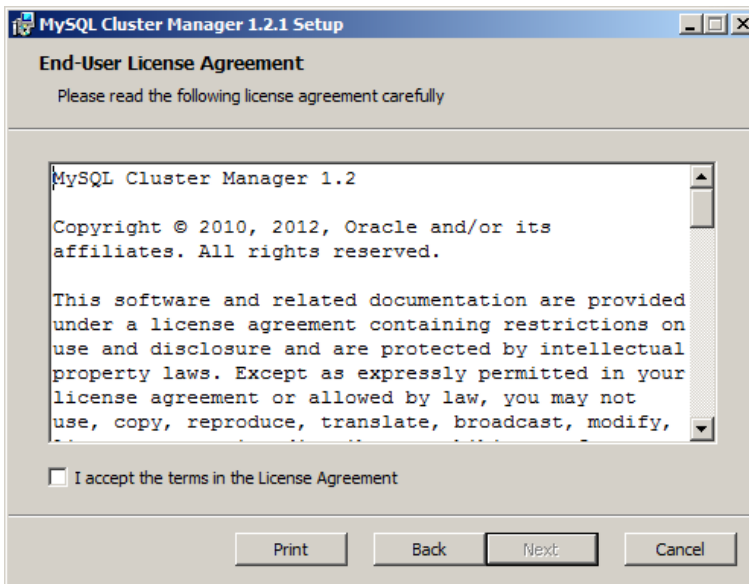 MySQL Cluster Manager 1.2.1 Setup
End-User License Agreement
Please read the following license agreement carefully
MySQL Cluster Manager 1.2
Copyright © 2010, 2012, Oracle and/or its
affiliates. All rights reserved.
This software and related documentation are provided
under a license agreement containing restrictions on
use and disclosure and are protected by intellectual
property laws. Except as expressly permitted in your
license agreement or allowed by law, you may not
use, copy, reproduce, translate, broadcast, modify,
I accept the terms in the License Agreement
Print Back Next Cancel